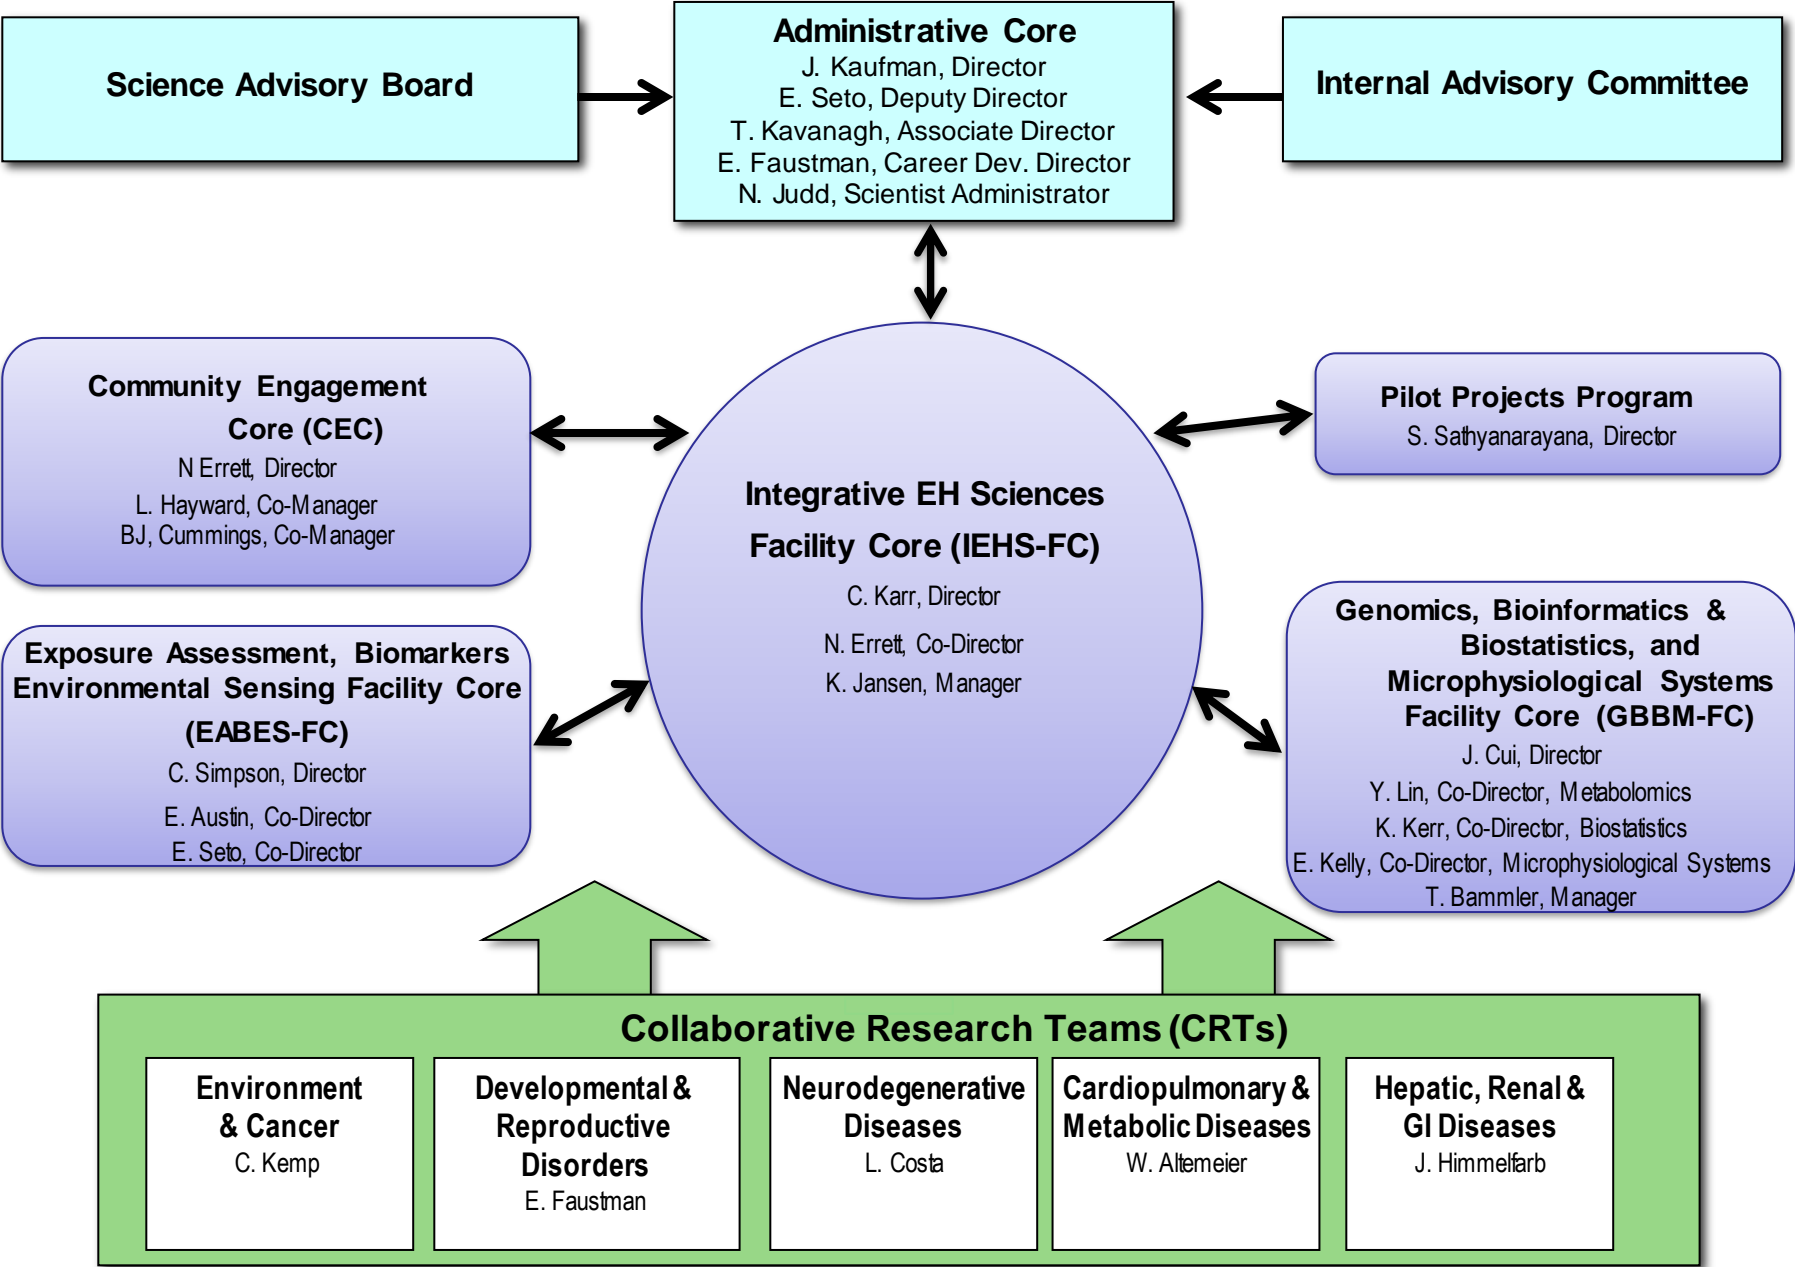 Science Advisory Board
Administrative Core
J. Kaufman, Director
E. Seto, Deputy Director
T. Kavanagh, Associate Director
E. Faustman, Career Dev. Director
N. Judd, Scientist Administrator
Internal Advisory Committee
Community Engagement
Core (CEC)
N Errett, Director
L. Hayward, Co-Manager
BJ, Cummings, Co-Manager
Integrative EH Sciences
Facility Core (IEHS-FC)
C. Karr, Director
N. Errett, Co-Director
K. Jansen, Manager
Pilot Projects Program
S. Sathyanarayana, Director
Exposure Assessment, Biomarkers
Environmental Sensing Facility Core
(EABES-FC)
C. Simpson, Director
E. Austin, Co-Director
E. Seto, Co-Director
Genomics, Bioinformatics &
Biostatistics, and
Microphysiological Systems
Facility Core (GBBM-FC)
J. Cui, Director
Y. Lin, Co-Director, Metabolomics
K. Kerr, Co-Director, Biostatistics
E. Kelly, Co-Director, Microphysiological Systems
T. Bammler, Manager
Collaborative Research Teams (CRTs)
Environment
& Cancer
C. Kemp
Developmental &
Reproductive
Disorders
E. Faustman
Neurodegenerative
Diseases
L. Costa
Cardiopulmonary &
Metabolic Diseases
W. Altemeier
Hepatic, Renal &
GI Diseases
J. Himmelfarb